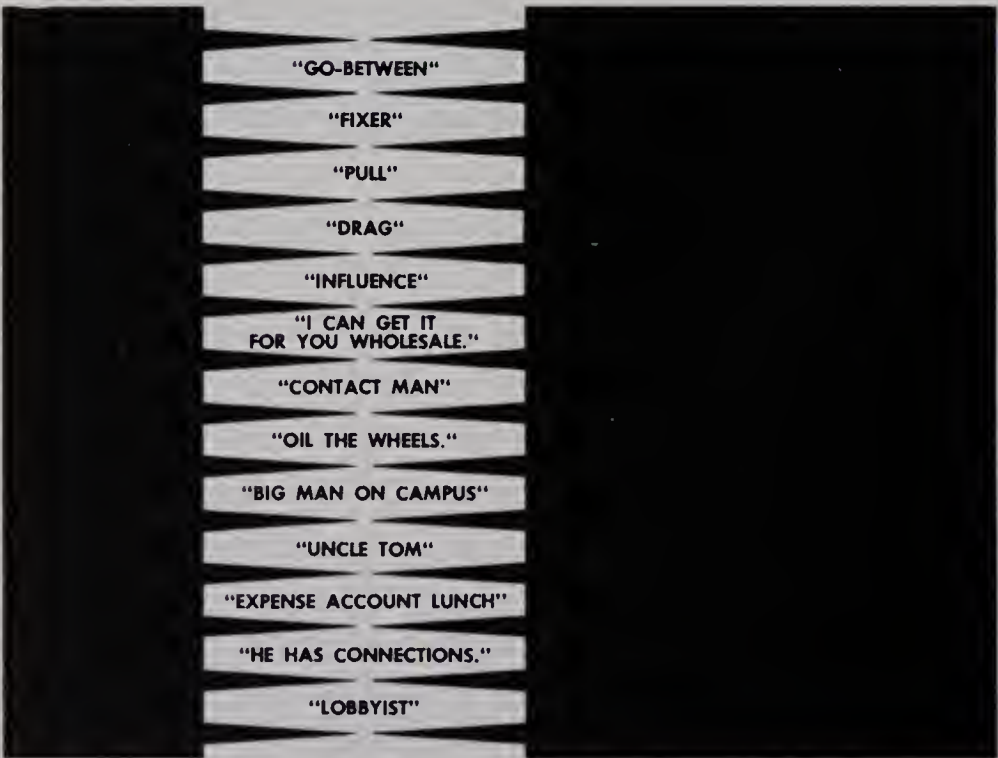 "GO-BETWEEN"
"FIXER"
"PULL"
"DRAG"
"INFLUENCE"
"I CAN GET IT
FOR YOU WHOLESALE."
"CONTACT MAN"
"OIL THE WHEELS."
"BIG MAN ON CAMPUS"
"UNCLE TOM"
"EXPENSE ACCOUNT LUNCH"
"HE HAS CONNECTIONS."
"LOBBYIST"